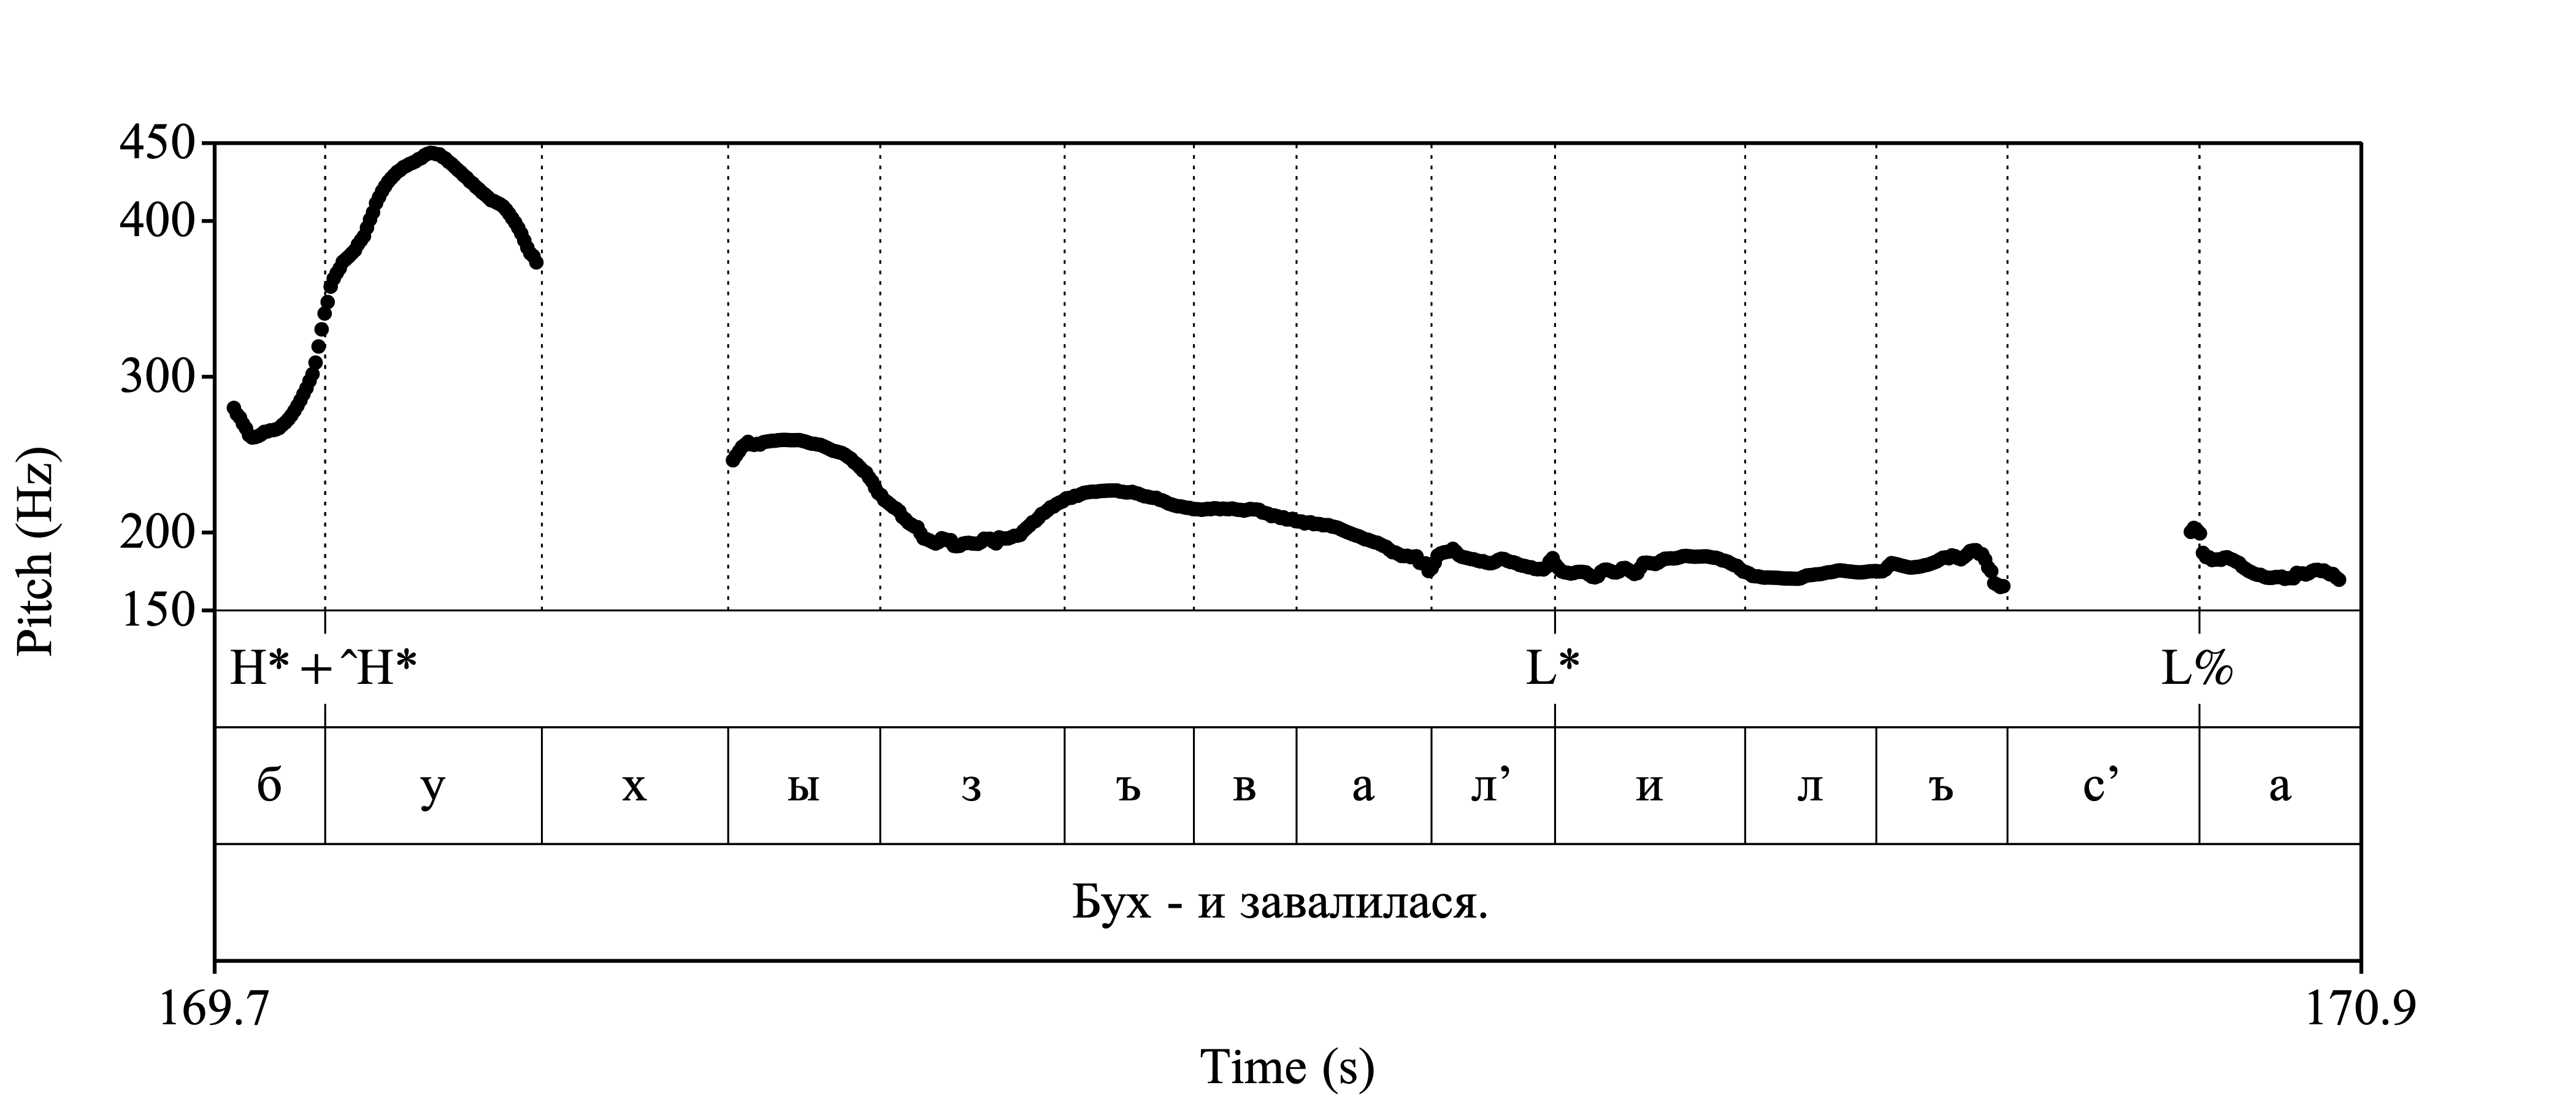 450
400
300
200
150
Pitch (Hz)
H* + ^H* L* L%
б у х ы з ъ в а л’ и л ъ с’ а
Бух - и завалилася.
169.7 170.9
Time (s)